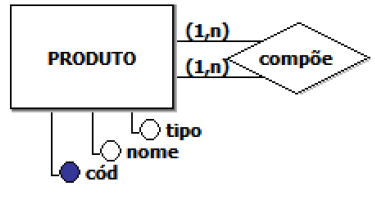 (1,n)
PRODUTO
compõe
(1,n)
tipo
nome
cód